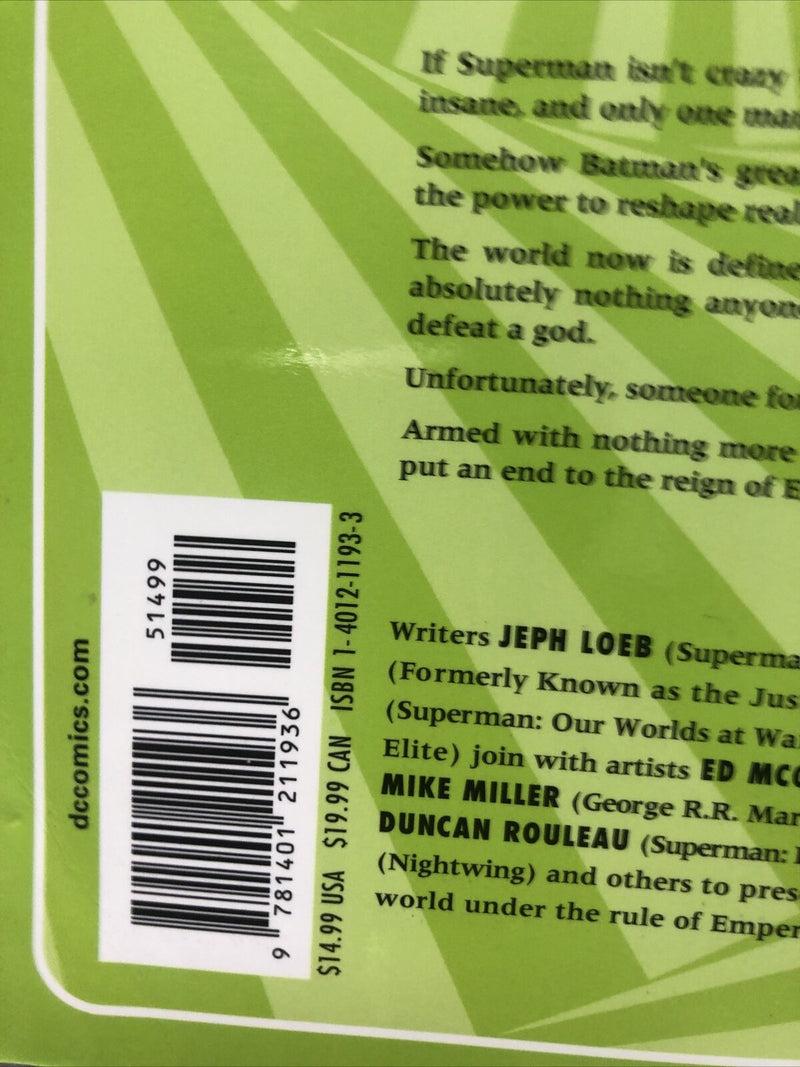 If Superman isn't crazy
insane, and only one man
Somehow Batman's grea
the power to reshape real
The world now is define
absolutely nothing anyon
defeat a god.
Unfortunately, someone for
Armed with nothing more
put an end to the reign of E
Writers JEPH LOEB (Superma
(Formerly Known as the Jus
(Superman: Our Worlds at Wa
Elite) join with artists ED MCG
MIKE MILLER (George R.R. Mar
DUNCAN ROULEAU (Superman:
(Nightwing) and others to pres
world under the rule of Emper
dccomics.com
51499
9 781401 211936
$14.99 USA $19.99 CAN ISBN 1-4012-1193-3